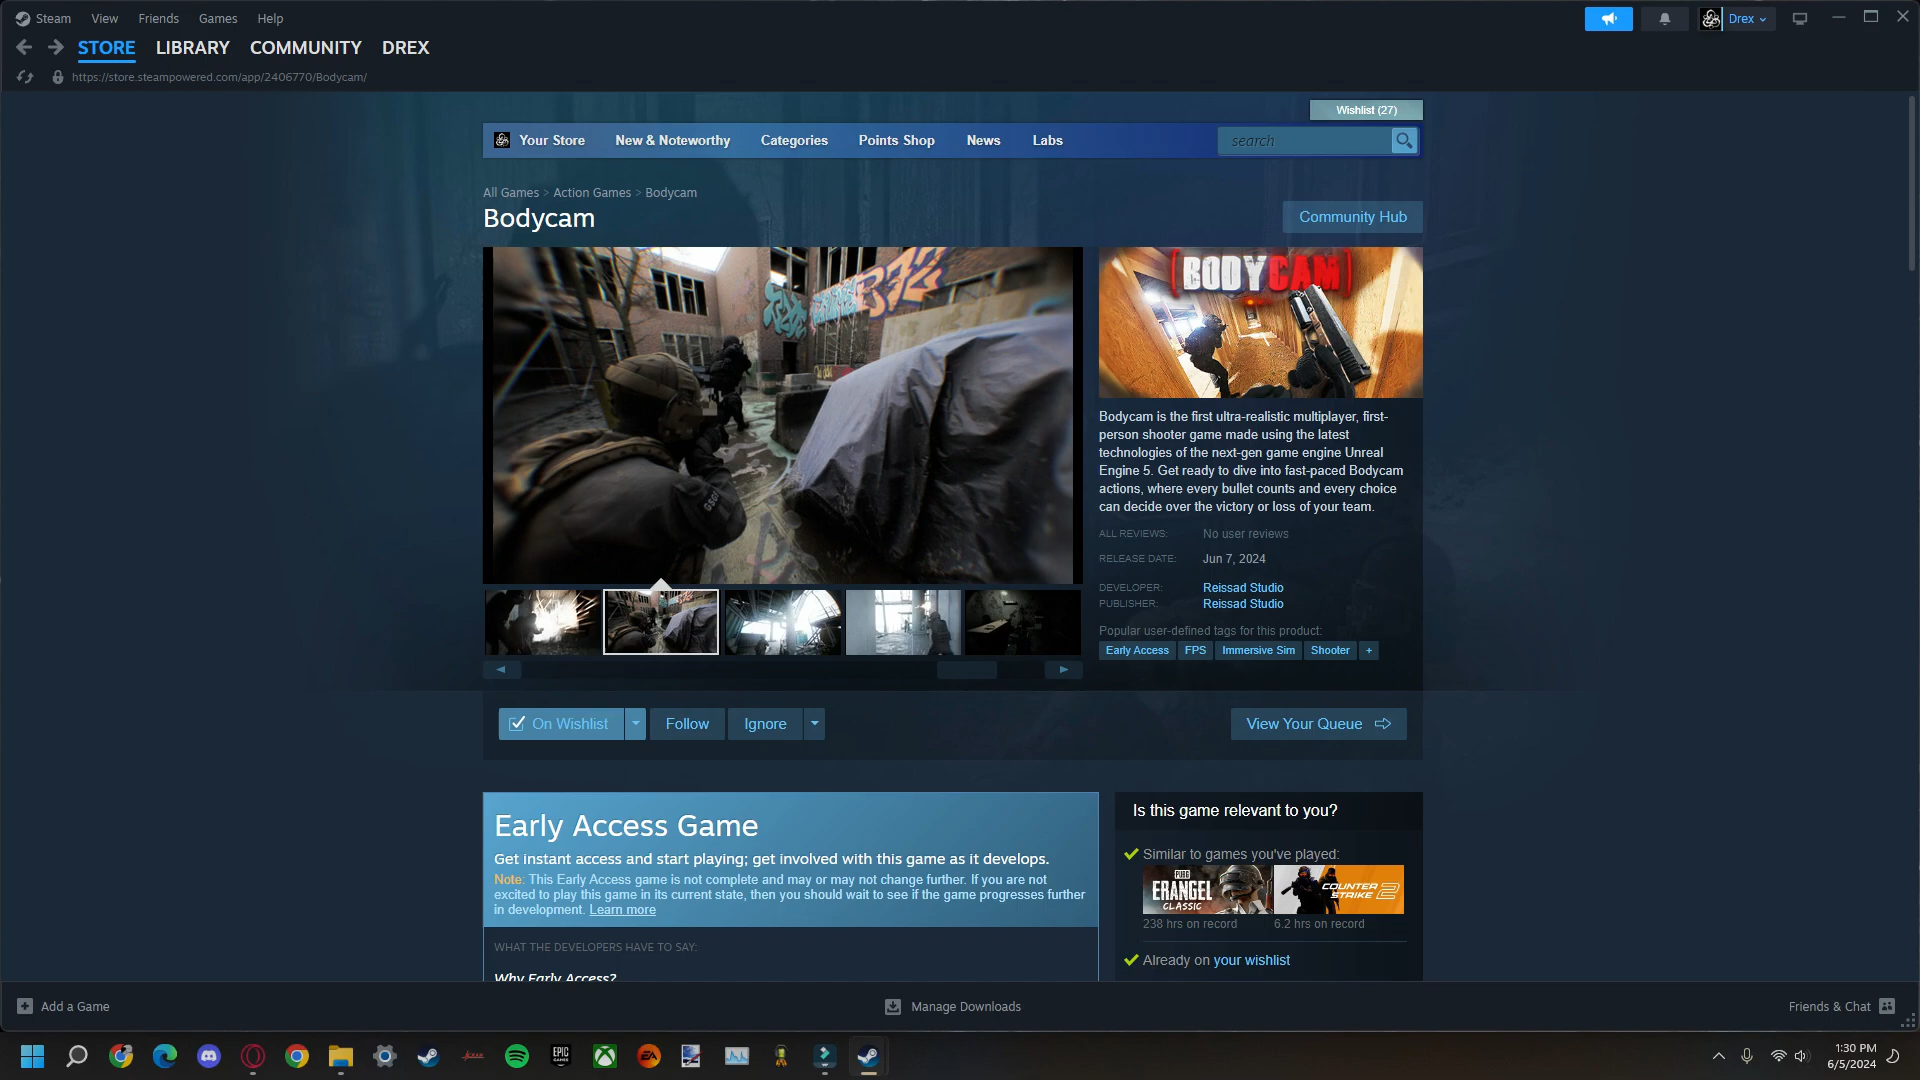 Steam View Friends Games Help
Drex
STORE LIBRARY COMMUNITY DREX
https://store.steampowered.com/app/2406770/Bodycam/
Wishlist (27)
Your Store New & Noteworthy Categories Points Shop News Labs
search
All Games > Action Games > Bodycam
Bodycam
Community Hub
BODYCAM
Bodycam is the first ultra-realistic multiplayer, first-
person shooter game made using the latest
technologies of the next-gen game engine Unreal
Engine 5. Get ready to dive into fast-paced Bodycam
actions, where every bullet counts and every choice
can decide over the victory or loss of your team.
ALL REVIEWS: No user reviews
RELEASE DATE: Jun 7, 2024
DEVELOPER: Reissad Studio
PUBLISHER: Reissad Studio
Popular user-defined tags for this product:
Early Access FPS Immersive Sim Shooter +
On Wishlist Follow Ignore View Your Queue
Early Access Game
Get instant access and start playing; get involved with this game as it develops.
Note: This Early Access game is not complete and may or may not change further. If you are not
excited to play this game in its current state, then you should wait to see if the game progresses further
in development. Learn more
WHAT THE DEVELOPERS HAVE TO SAY:
Why Early Access?
Is this game relevant to you?
Similar to games you've played:
PUBG
ERANGEL
CLASSIC
COUNTER
STRIKE 2
238 hrs on record 6.2 hrs on record
Already on your wishlist
Add a Game Manage Downloads Friends & Chat
EPIC
GAMES
EA
1:30 PM
6/5/2024